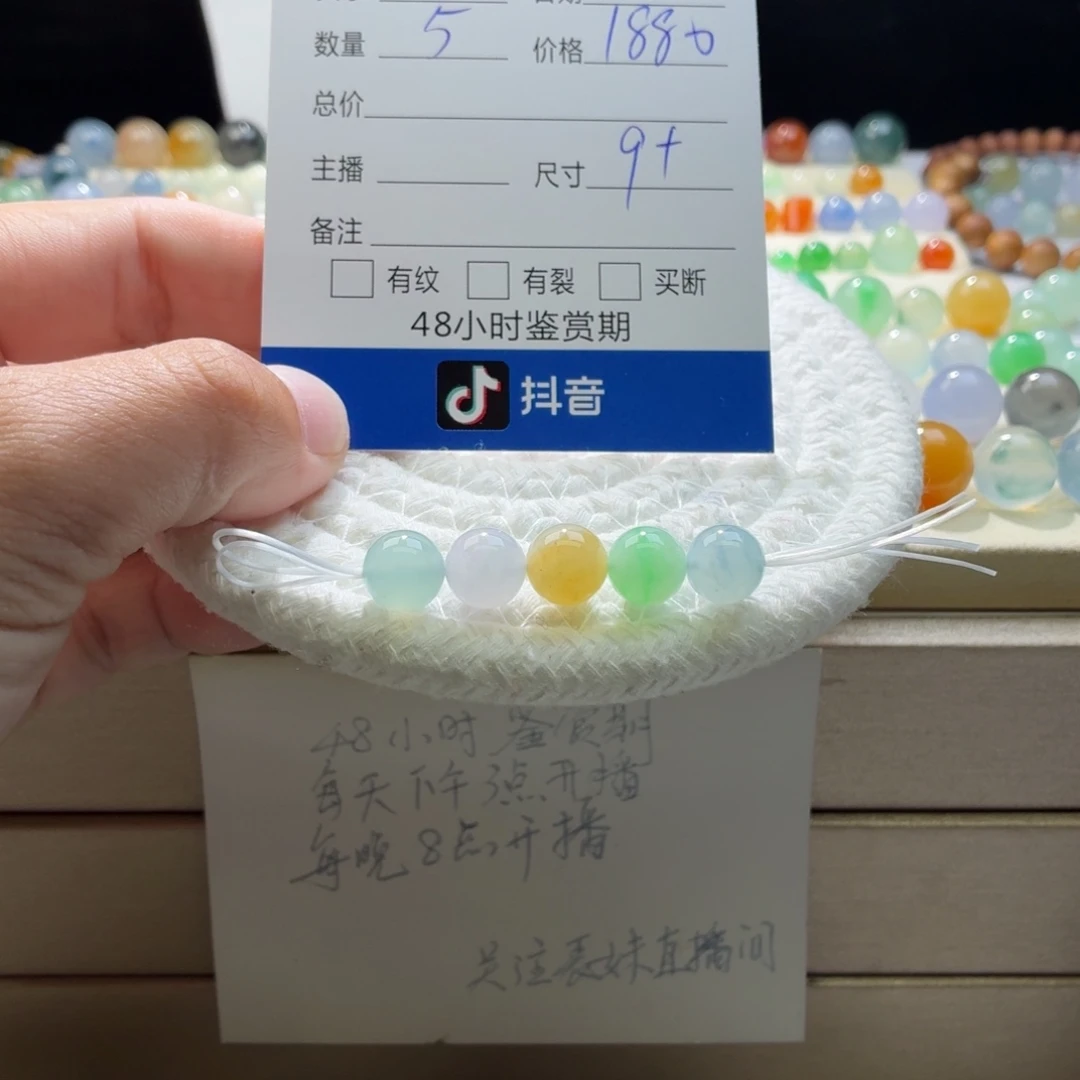 数量 5 价格 1880
总价
主播 尺寸 9+
备注
有纹 有裂 买断
48小时鉴赏期
抖音
48小时鉴赏期
每天下午3点开播
每晚8点开播
关注表妹直播间